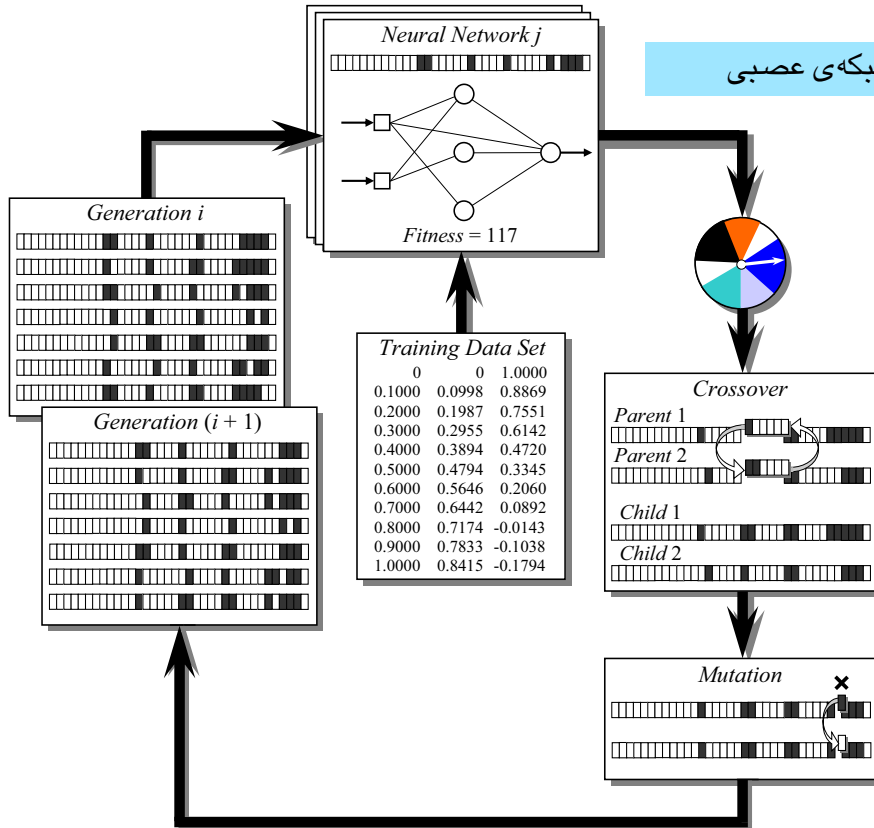 Neural Network j
بکه‌ی عصبی
Fitness = 117
Generation i
Generation (i + 1)
Training Data Set
0 0 1.0000
0.1000 0.0998 0.8869
0.2000 0.1987 0.7551
0.3000 0.2955 0.6142
0.4000 0.3894 0.4720
0.5000 0.4794 0.3345
0.6000 0.5646 0.2060
0.7000 0.6442 0.0892
0.8000 0.7174 -0.0143
0.9000 0.7833 -0.1038
1.0000 0.8415 -0.1794
Crossover
Parent 1
Parent 2
Child 1
Child 2
Mutation